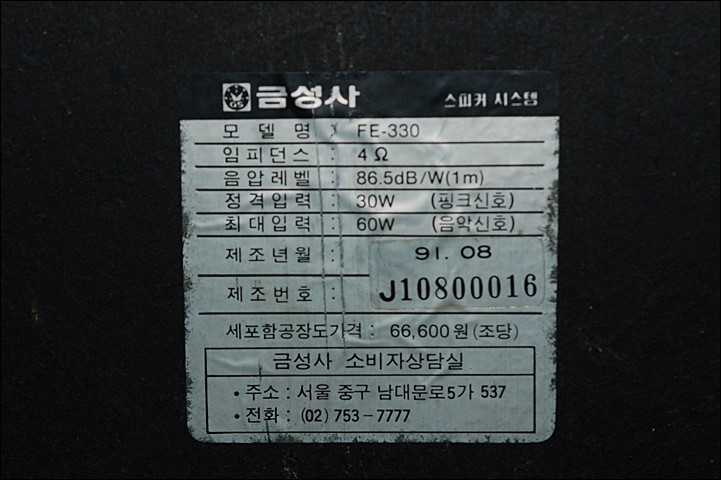 금성사 스피커 시스템
모델명 : FE-330
임피던스 : 4Ω
음압레벨 : 86.5dB/W(1m)
정격입력 : 30W (핑크신호)
최대입력 : 60W (음악신호)
제조년월 : 91. 08
제조번호 : J10800016
세포함공장도가격 : 66,600원(조당)
금성사 소비자상담실
• 주소 : 서울 중구 남대문로5가 537
• 전화 : (02) 753-7777